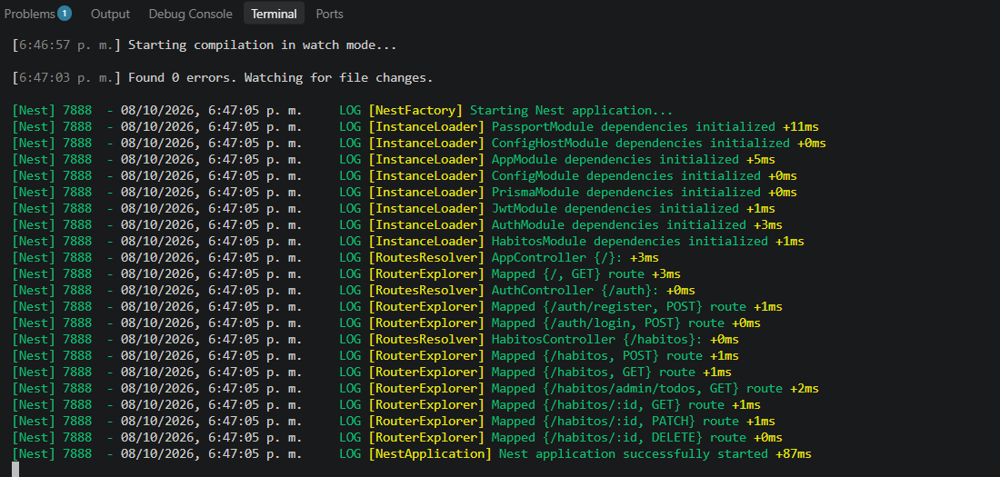 Problems 1 Output Debug Console Terminal Ports
[6:46:57 p. m.] Starting compilation in watch mode...
[6:47:03 p. m.] Found 0 errors. Watching for file changes.
[Nest] 7888 - 08/10/2026, 6:47:05 p. m. LOG [NestFactory] Starting Nest application...
[Nest] 7888 - 08/10/2026, 6:47:05 p. m. LOG [InstanceLoader] PassportModule dependencies initialized +11ms
[Nest] 7888 - 08/10/2026, 6:47:05 p. m. LOG [InstanceLoader] ConfigHostModule dependencies initialized +0ms
[Nest] 7888 - 08/10/2026, 6:47:05 p. m. LOG [InstanceLoader] AppModule dependencies initialized +5ms
[Nest] 7888 - 08/10/2026, 6:47:05 p. m. LOG [InstanceLoader] ConfigModule dependencies initialized +0ms
[Nest] 7888 - 08/10/2026, 6:47:05 p. m. LOG [InstanceLoader] PrismaModule dependencies initialized +0ms
[Nest] 7888 - 08/10/2026, 6:47:05 p. m. LOG [InstanceLoader] JwtModule dependencies initialized +1ms
[Nest] 7888 - 08/10/2026, 6:47:05 p. m. LOG [InstanceLoader] AuthModule dependencies initialized +3ms
[Nest] 7888 - 08/10/2026, 6:47:05 p. m. LOG [InstanceLoader] HabitosModule dependencies initialized +1ms
[Nest] 7888 - 08/10/2026, 6:47:05 p. m. LOG [RoutesResolver] AppController {/}: +3ms
[Nest] 7888 - 08/10/2026, 6:47:05 p. m. LOG [RouterExplorer] Mapped {/, GET} route +3ms
[Nest] 7888 - 08/10/2026, 6:47:05 p. m. LOG [RoutesResolver] AuthController {/auth}: +0ms
[Nest] 7888 - 08/10/2026, 6:47:05 p. m. LOG [RouterExplorer] Mapped {/auth/register, POST} route +1ms
[Nest] 7888 - 08/10/2026, 6:47:05 p. m. LOG [RouterExplorer] Mapped {/auth/login, POST} route +0ms
[Nest] 7888 - 08/10/2026, 6:47:05 p. m. LOG [RoutesResolver] HabitosController {/habitos}: +0ms
[Nest] 7888 - 08/10/2026, 6:47:05 p. m. LOG [RouterExplorer] Mapped {/habitos, POST} route +1ms
[Nest] 7888 - 08/10/2026, 6:47:05 p. m. LOG [RouterExplorer] Mapped {/habitos, GET} route +1ms
[Nest] 7888 - 08/10/2026, 6:47:05 p. m. LOG [RouterExplorer] Mapped {/habitos/admin/todos, GET} route +2ms
[Nest] 7888 - 08/10/2026, 6:47:05 p. m. LOG [RouterExplorer] Mapped {/habitos/:id, GET} route +1ms
[Nest] 7888 - 08/10/2026, 6:47:05 p. m. LOG [RouterExplorer] Mapped {/habitos/:id, PATCH} route +1ms
[Nest] 7888 - 08/10/2026, 6:47:05 p. m. LOG [RouterExplorer] Mapped {/habitos/:id, DELETE} route +0ms
[Nest] 7888 - 08/10/2026, 6:47:05 p. m. LOG [NestApplication] Nest application successfully started +87ms